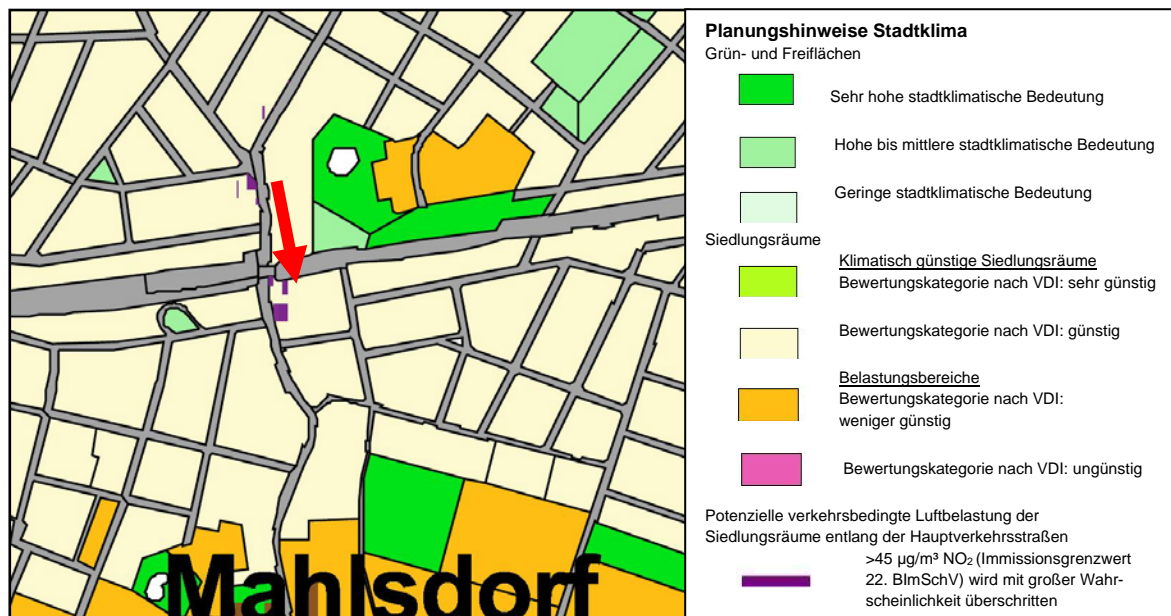 Mahlsdorf
Planungshinweise Stadtklima
Grün- und Freiflächen
Sehr hohe stadtklimatische Bedeutung
Hohe bis mittlere stadtklimatische Bedeutung
Geringe stadtklimatische Bedeutung
Siedlungsräume
Klimatisch günstige Siedlungsräume
Bewertungskategorie nach VDI: sehr günstig
Bewertungskategorie nach VDI: günstig
Belastungsbereiche
Bewertungskategorie nach VDI:
weniger günstig
Bewertungskategorie nach VDI: ungünstig
Potenzielle verkehrsbedingte Luftbelastung der
Siedlungsräume entlang der Hauptverkehrsstraßen
>45 µg/m³ NO₂ (Immissionsgrenzwert
22. BImSchV) wird mit großer Wahr-
scheinlichkeit überschritten